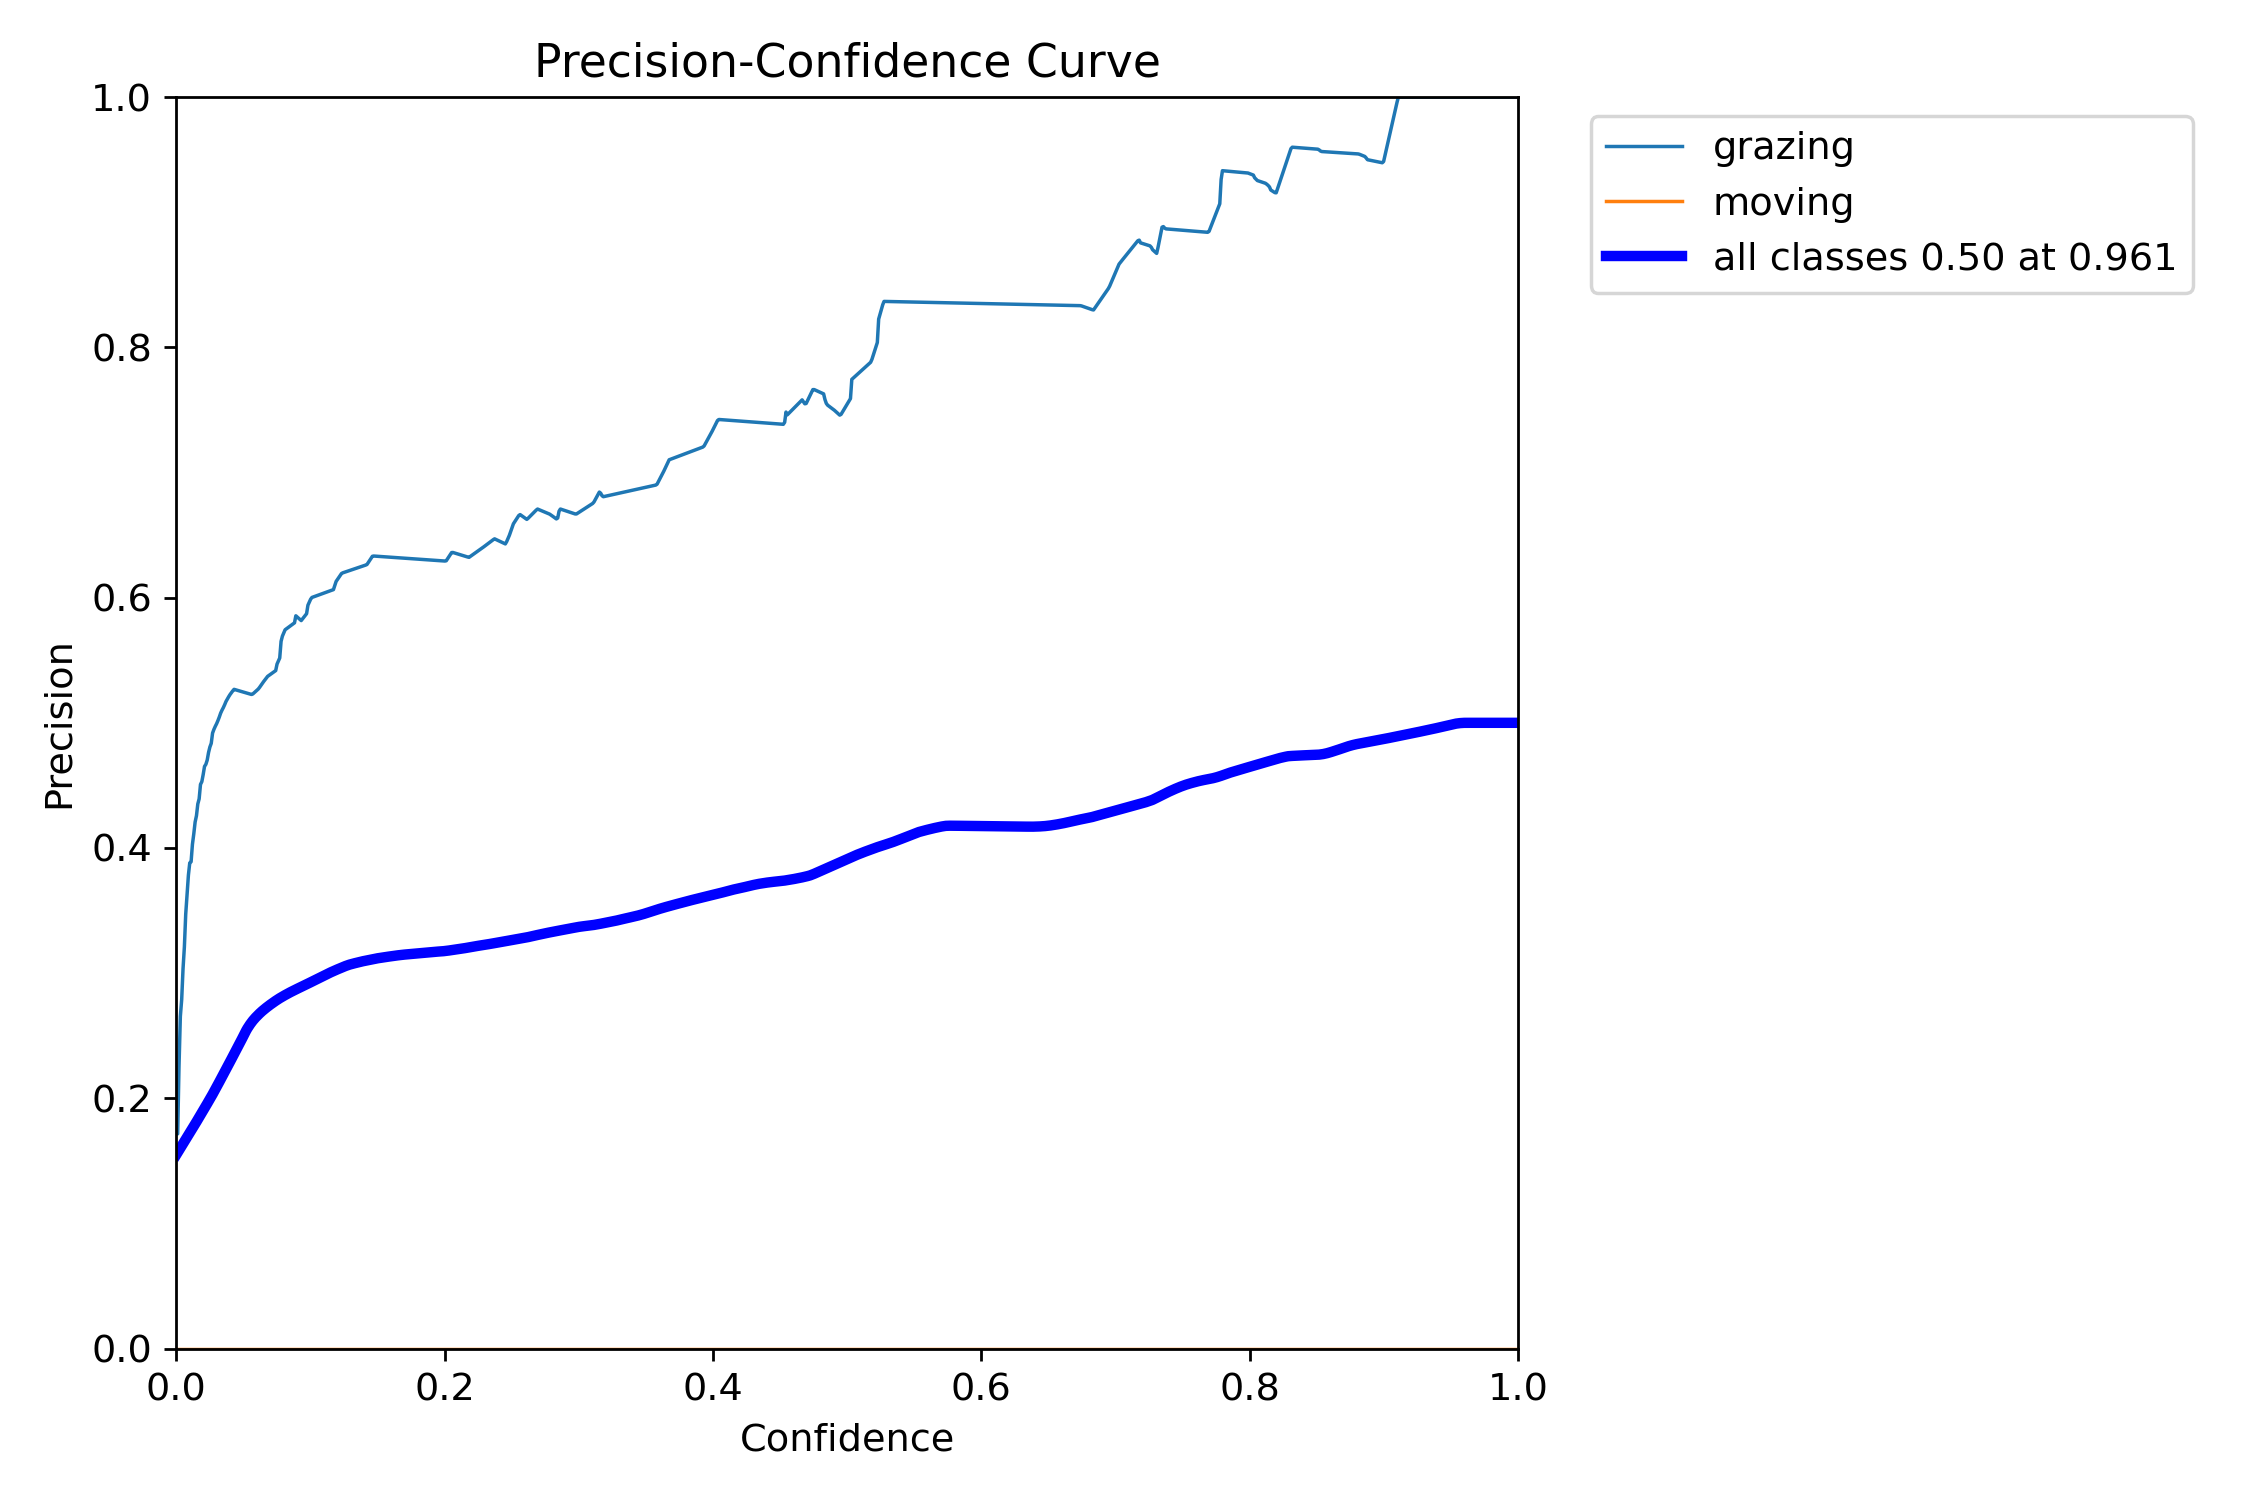 Precision-Confidence Curve
1.0
0.8
0.6
0.4
0.2
0.0
Precision
0.0 0.2 0.4 0.6 0.8 1.0
Confidence
grazing
moving
all classes 0.50 at 0.961